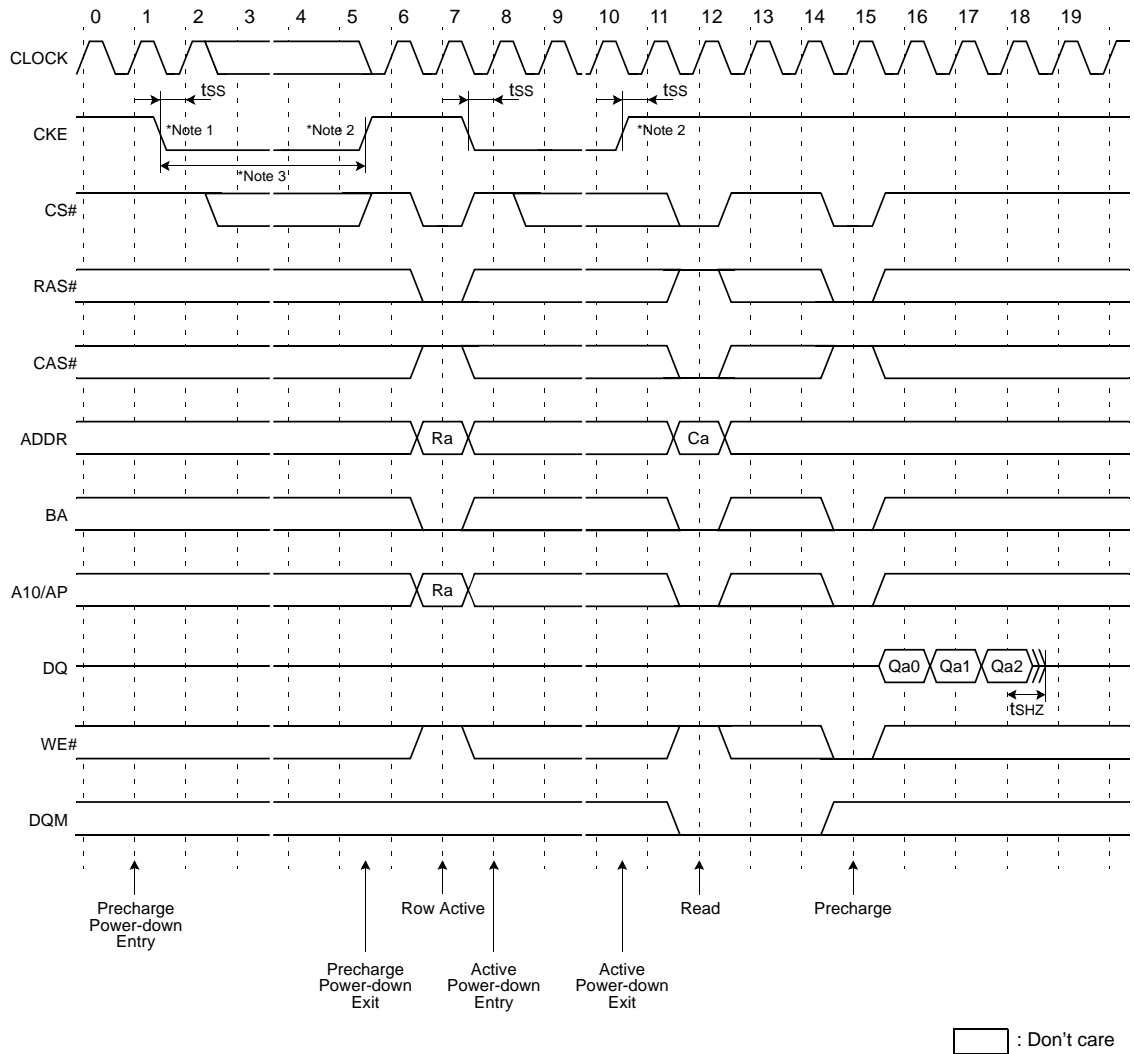 0 1 2 3 4 5 6 7 8 9 10 11 12 13 14 15 16 17 18 19
CLOCK
tSS tSS tSS
CKE *Note 1 *Note 2 *Note 2
*Note 3
CS#
RAS#
CAS#
ADDR Ra Ca
BA
A10/AP Ra
DQ Qa0 Qa1 Qa2
tSHZ
WE#
DQM
Precharge
Power-down
Entry
Row Active
Read
Precharge
Precharge
Power-down
Exit
Active
Power-down
Entry
Active
Power-down
Exit
: Don't care